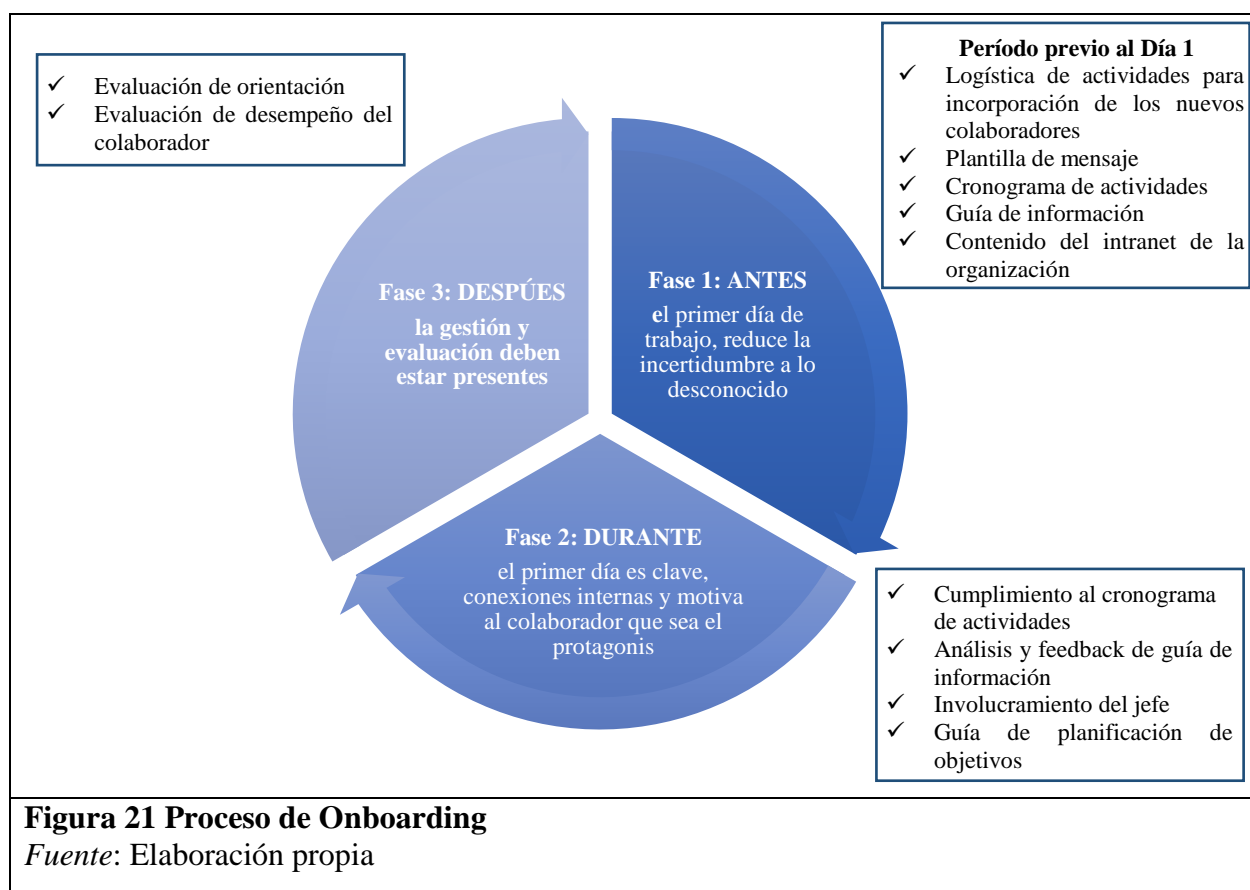 ✓ Evaluación de orientación
✓ Evaluación de desempeño del
colaborador
Período previo al Día 1
✓ Logística de actividades para
incorporación de los nuevos
colaboradores
✓ Plantilla de mensaje
✓ Cronograma de actividades
✓ Guía de información
✓ Contenido del intranet de la
organización
Fase 1: ANTES
el primer día de
trabajo, reduce la
incertidumbre a lo
desconocido
Fase 3: DESPÚES
la gestión y
evaluación deben
estar presentes
Fase 2: DURANTE
el primer día es clave,
conexiones internas y motiva
al colaborador que sea el
protagonis
✓ Cumplimiento al cronograma
de actividades
✓ Análisis y feedback de guía de
información
✓ Involucramiento del jefe
✓ Guía de planificación de
objetivos
Figura 21 Proceso de Onboarding
Fuente: Elaboración propia